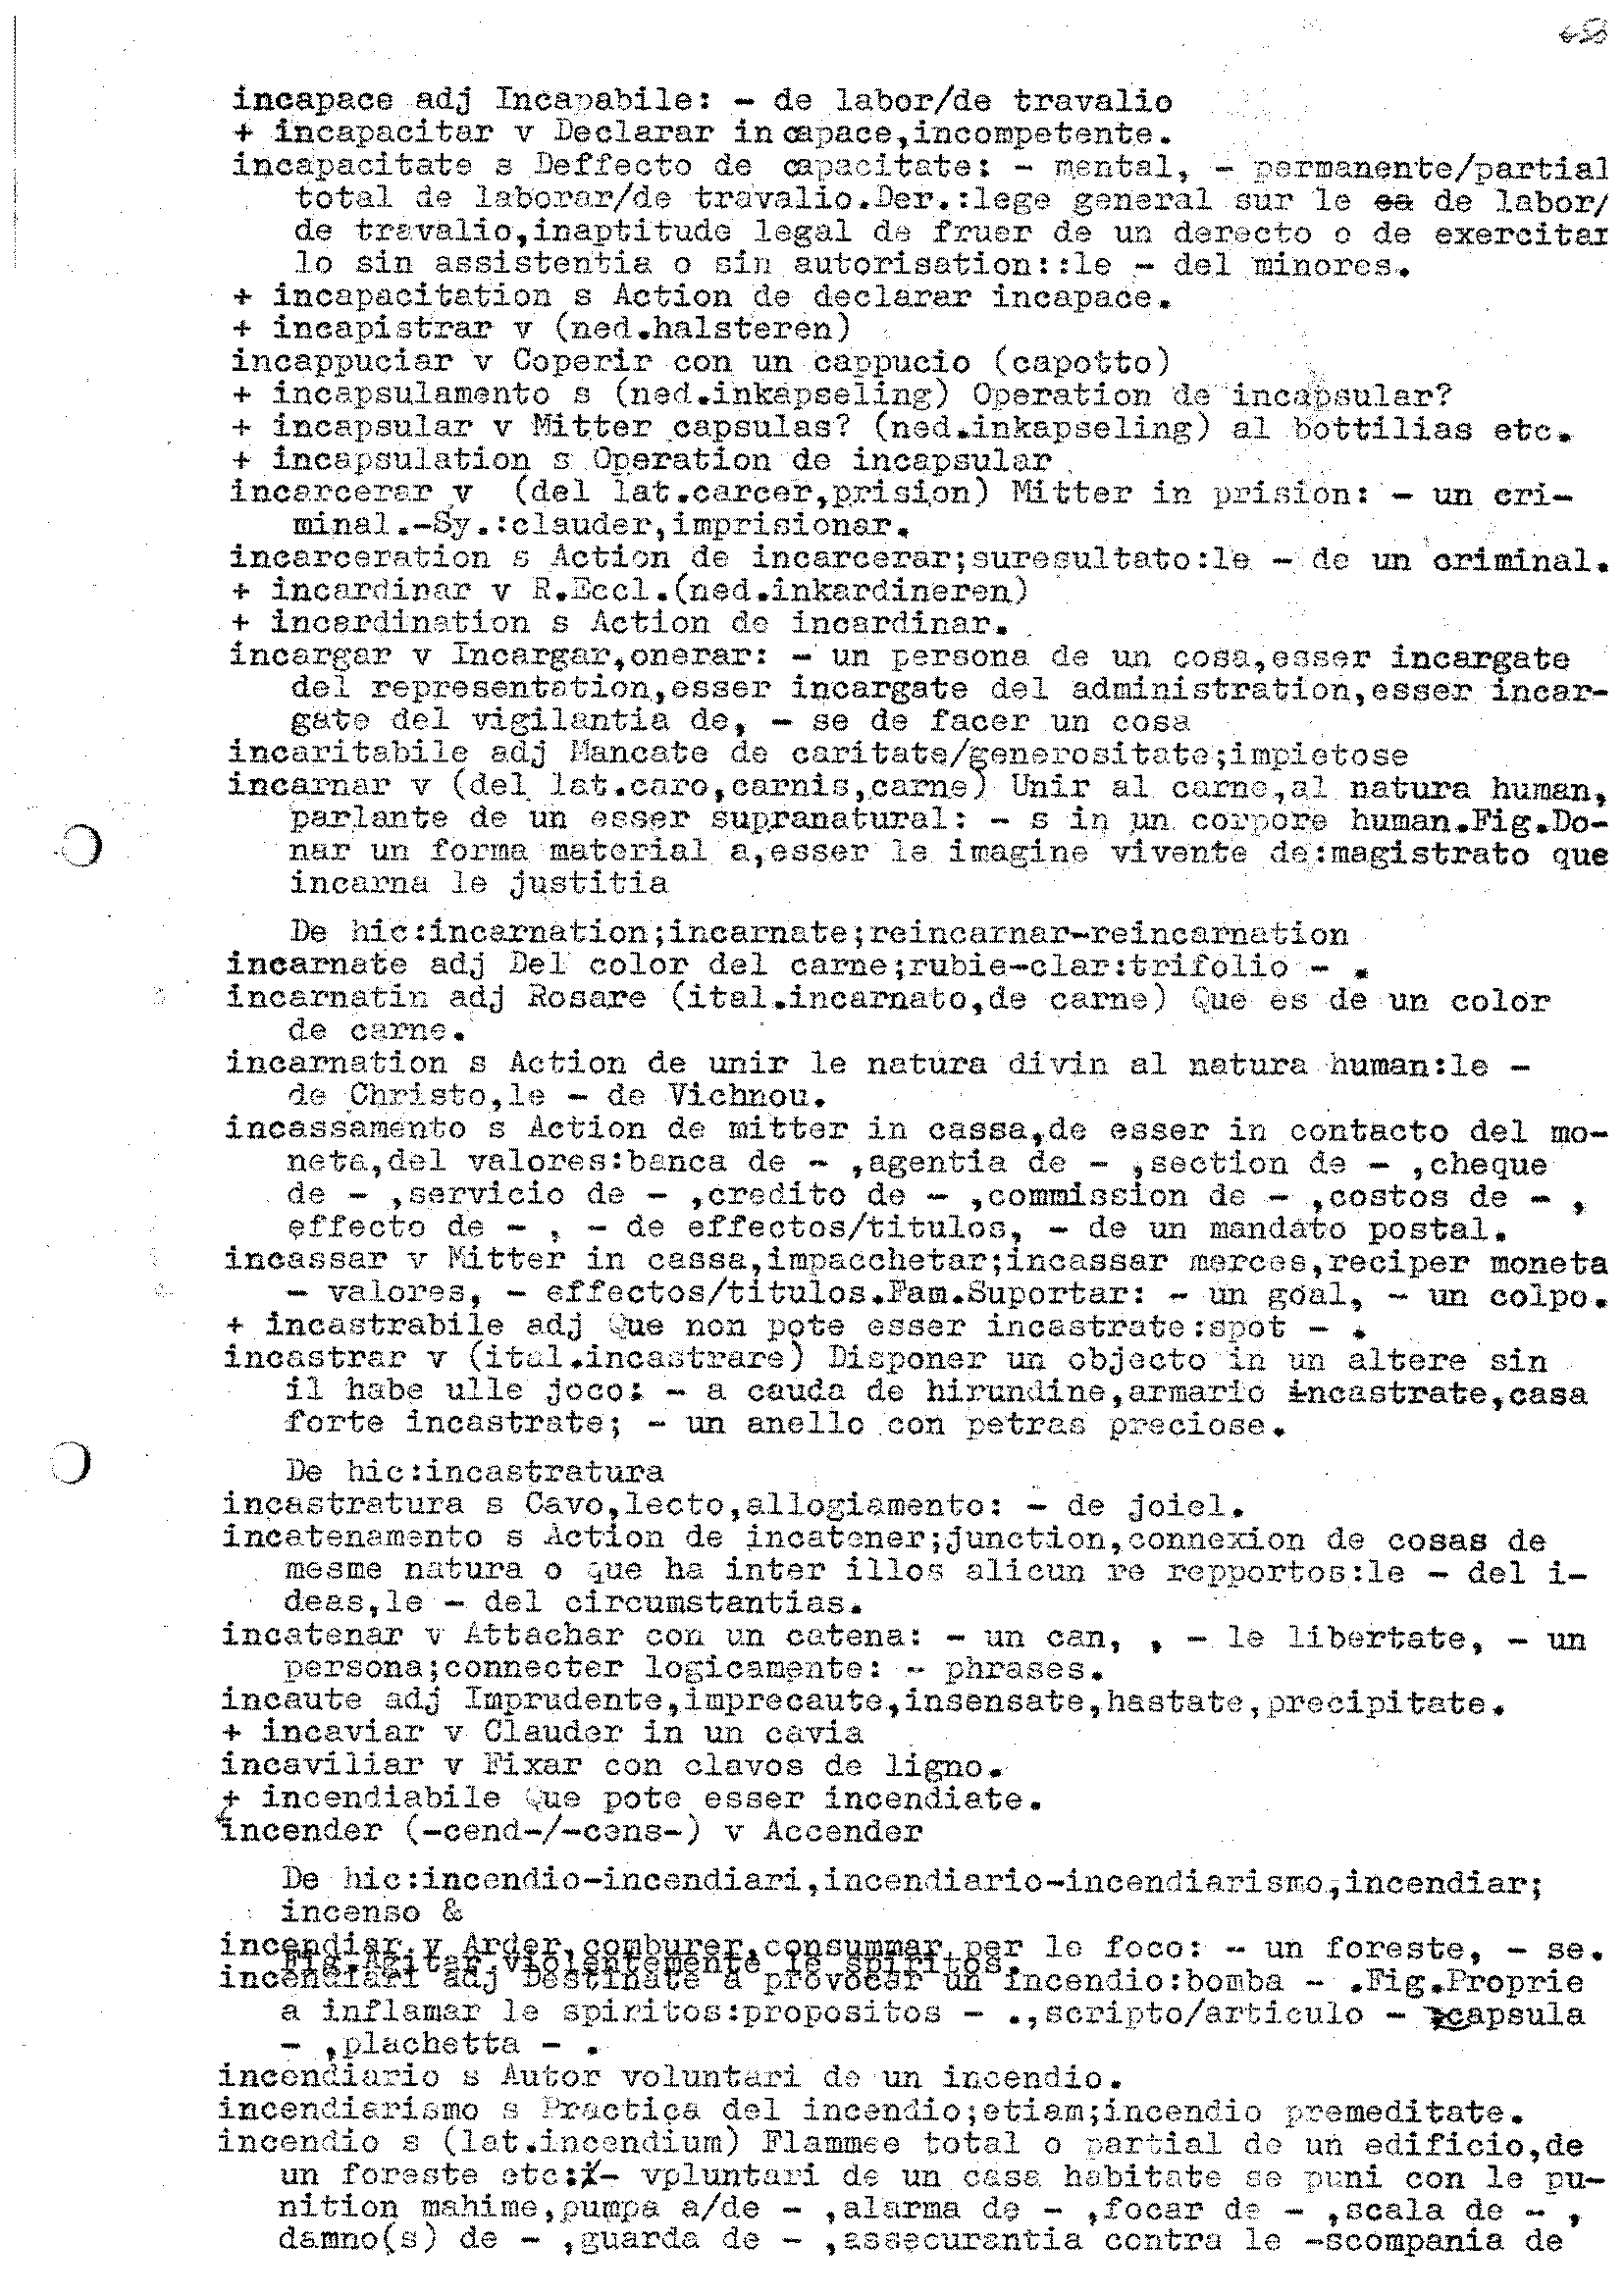 incapace adj Incapabile: - de labor/de travalio
+ incapacitar v Declarar incapace,incompetente.
incapacitate s Deffecto de capacitate: - mental, - permanente/partial
total de laborar/de travalio.Der.:lege general sur le ea de labor/
de travalio,inaptitude legal de fruer de un derecto o de exercitar
lo sin assistentia o sin autorisation::le - del minores.
+ incapacitation s Action de declarar incapace.
+ incapistrar v (ned.halsteren)
incappuciar v Coperir con un cappucio (capotto)
+ incapsulamento s (ned.inkapseling) Operation de incapsular?
+ incapsular v Mitter capsulas? (ned.inkapseling) al bottilias etc.
+ incapsulation s Operation de incapsular
incarcerar v (del lat.carcer,prision) Mitter in prision: - un cri-
minal.-Sy.:clauder,imprisionar.
incarceration s Action de incarcerar;suresultato:le - de un criminal.
+ incardinar v R.Eccl.(ned.inkardineren)
+ incardination s Action de incardinar.
incargar v Incargar,onerar: - un persona de un cosa,esser incargate
del representation,esser incargate del administration,esser incar-
gate del vigilantia de, - se de facer un cosa
incaritabile adj Mancate de caritate/generositate;impietose
incarnar v (del lat.caro,carnis,carne) Unir al carne,al natura human,
parlante de un esser supranatural: - s in un corpore human.Fig.Do-
nar un forma material a,esser le imagine vivente de:magistrato que
incarna le justitia
De hic:incarnation;incarnate;reincarnar-reincarnation
incarnate adj Del color del carne;rubie-clar:trifolio - .
incarnatin adj Rosare (ital.incarnato,de carne) Que es de un color
de carne.
incarnation s Action de unir le natura divin al natura human:le -
de Christo,le - de Vichnou.
incassamento s Action de mitter in cassa,de esser in contacto del mo-
neta,del valores:banca de - ,agentia de - ,section de - ,cheque
de - ,servicio de - ,credito de - ,commission de - ,costos de - ,
effecto de - , - de effectos/titulos, - de un mandato postal.
incassar v Mitter in cassa,impacchetar;incassar merces,reciper moneta
- valores, - effectos/titulos.Fam.Suportar: - un goal, - un colpo.
+ incastrabile adj Que non pote esser incastrate:spot - .
incastrar v (ital.incastrare) Disponer un objecto in un altere sin
il habe ulle joco: - a cauda de hirundine,armario incastrate,casa
forte incastrate; - un anello con petras preciose.
De hic:incastratura
incastratura s Cavo,lecto,allogiamento: - de joiel.
incatenamento s Action de incatener;junction,connexion de cosas de
mesme natura o que ha inter illos alicun re repportos:le - del i-
deas,le - del circumstantias.
incatenar v Attachar con un catena: - un can, , - le libertate, - un
persona;connecter logicamente: - phrases.
incaute adj Imprudente,imprecaute,insensate,hastate,precipitate.
+ incaviar v Clauder in un cavia
incaviliar v Fixar con clavos de ligno.
+ incendiabile Que pote esser incendiate.
incender (-cend-/-cens-) v Accender
De hic:incendio-incendiari,incendiario-incendiarismo,incendiar;
incenso &
incendiar v Arder,comburer,consummar per le foco: - un foreste, - se.
Fig.Agitar violentemente le spiritos.
incendiari adj Destinate a provocar un incendio:bomba - .Fig.Proprie
a inflamar le spiritos:propositos - .,scripto/articulo - capsula
- ,plachetta - .
incendiario s Autor voluntari de un incendio.
incendiarismo s Practica del incendio;etiam;incendio premeditate.
incendio s (lat.incendium) Flammee total o partial de un edificio,de
un foreste etc:- vpluntari de un casa habitate se puni con le pu-
nition mahime,pumpa a/de - ,alarma de - ,focar de - ,scala de - ,
damno(s) de - ,guarda de - ,assecurantia contra le -scompania de